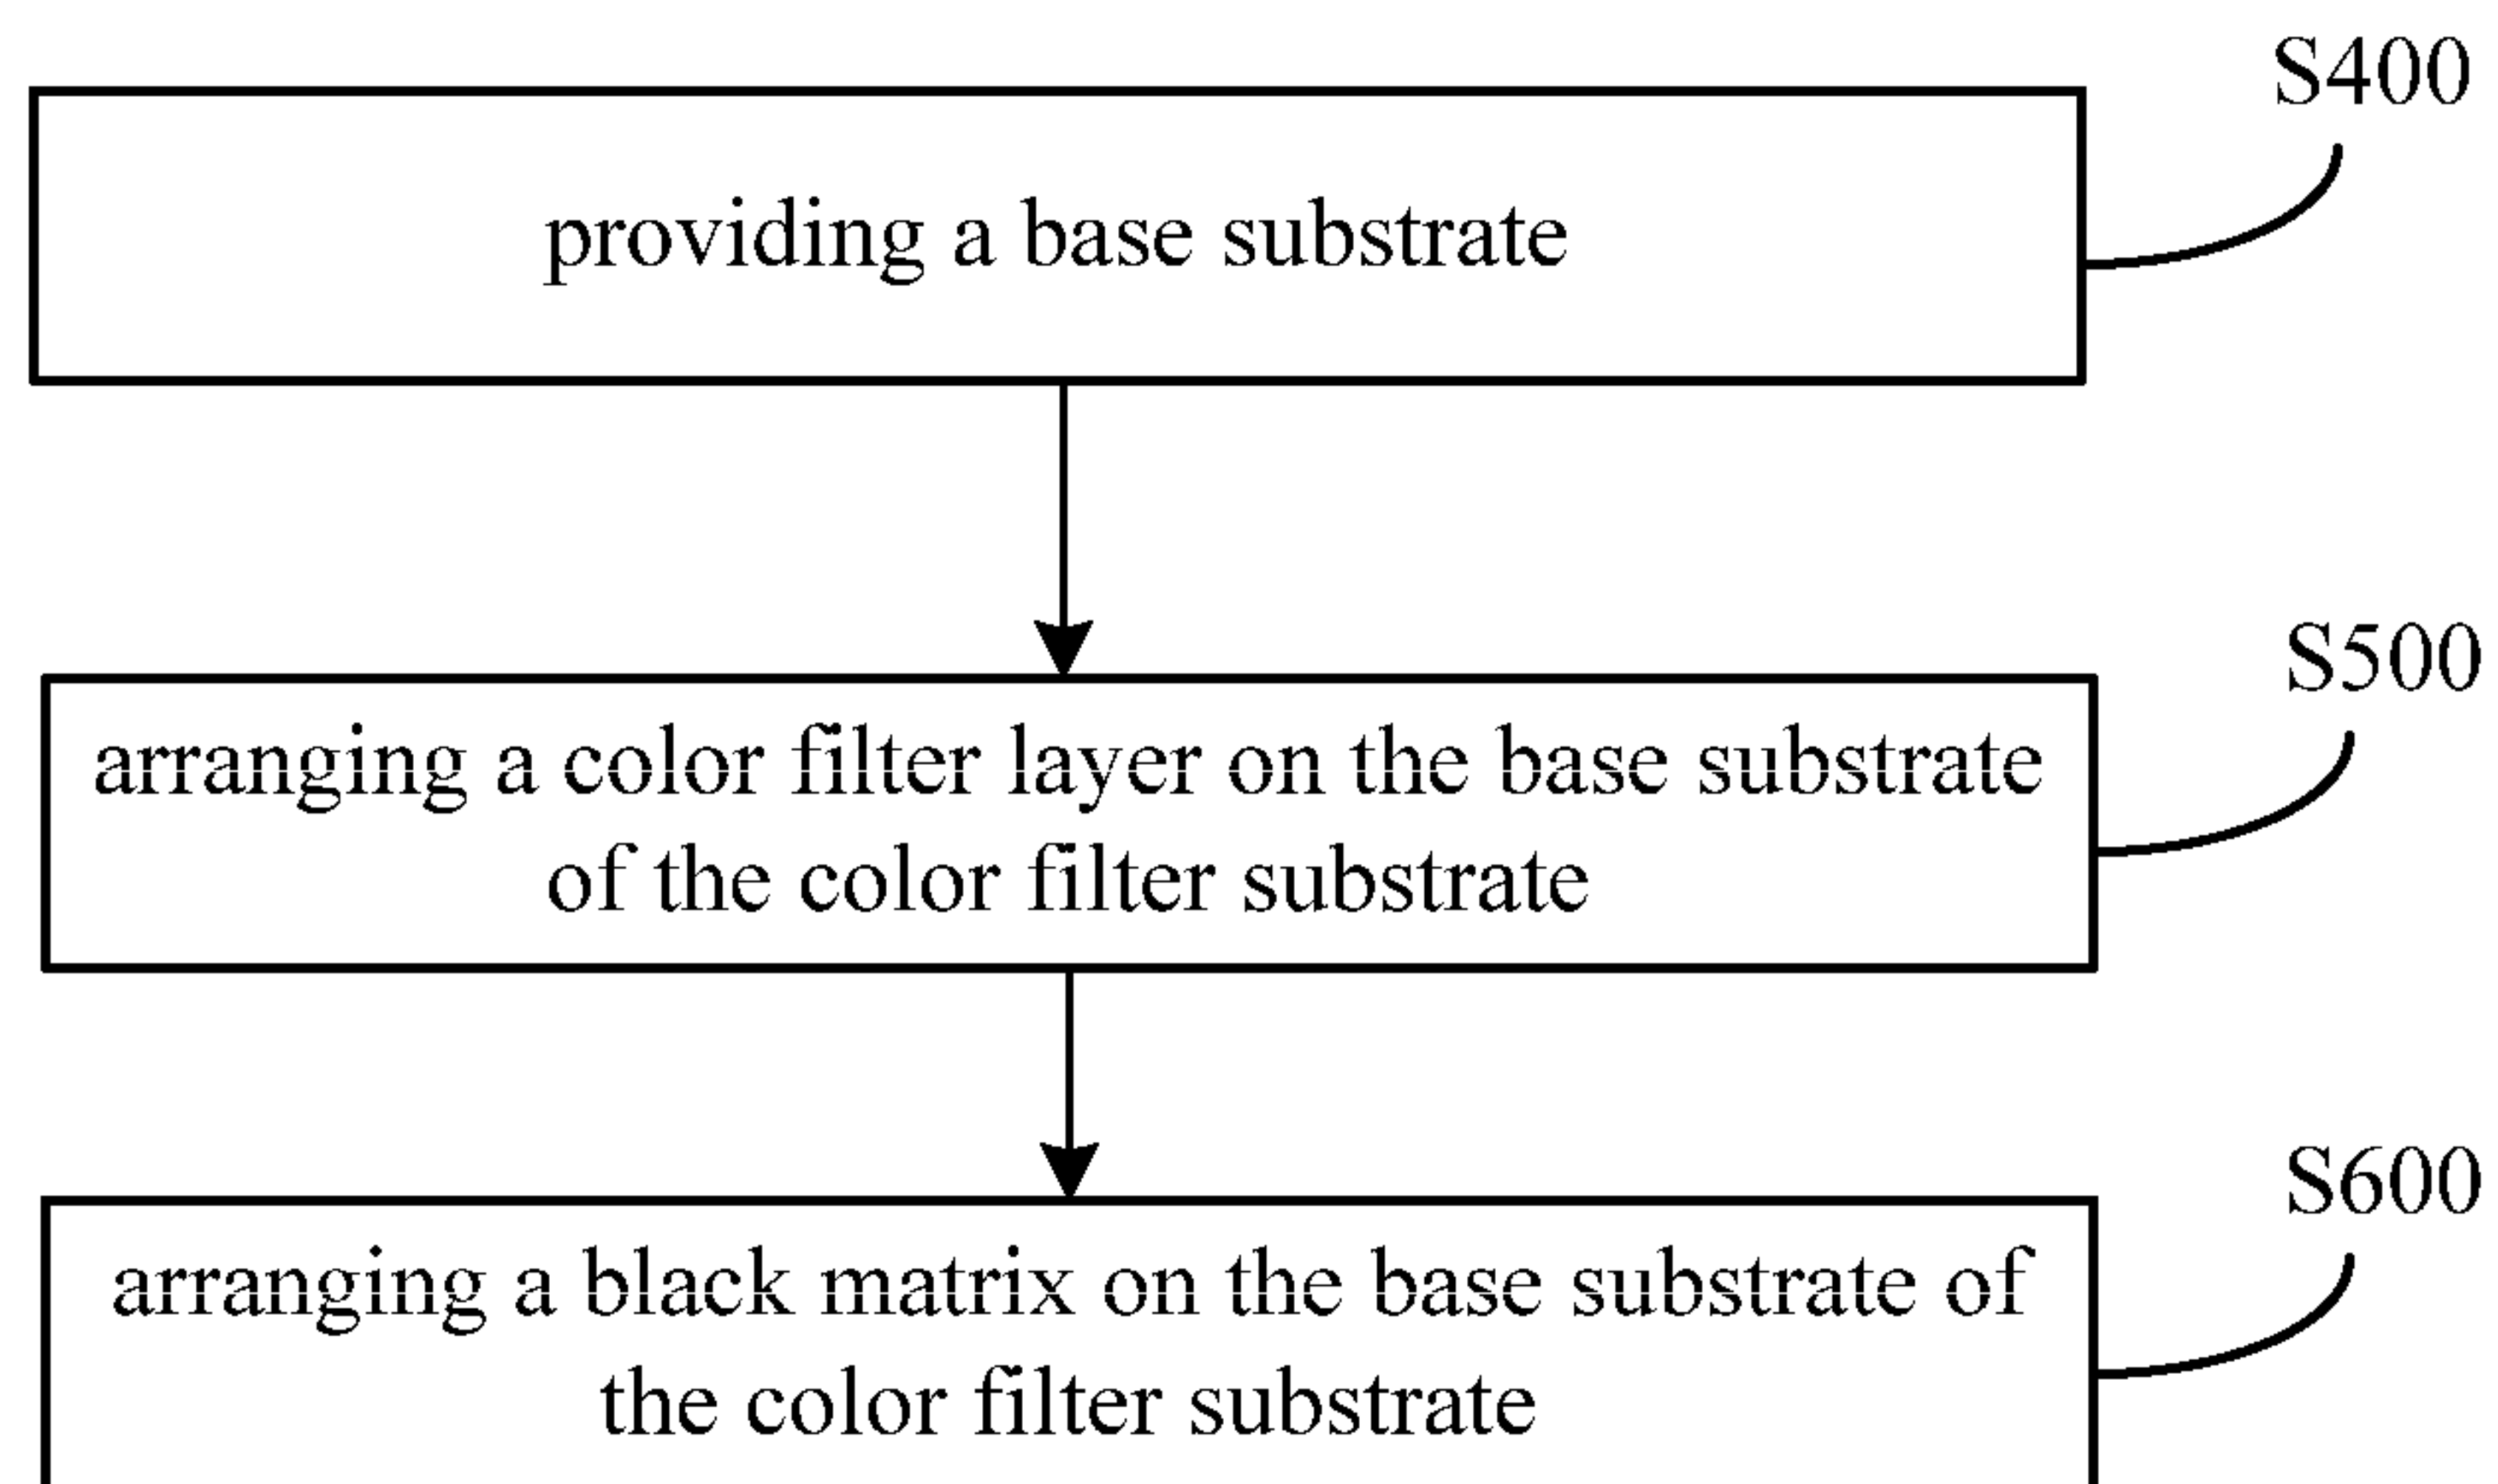 S400
providing a base substrate
S500
arranging a color filter layer on the base substrate
of the color filter substrate
S600
arranging a black matrix on the base substrate of
the color filter substrate